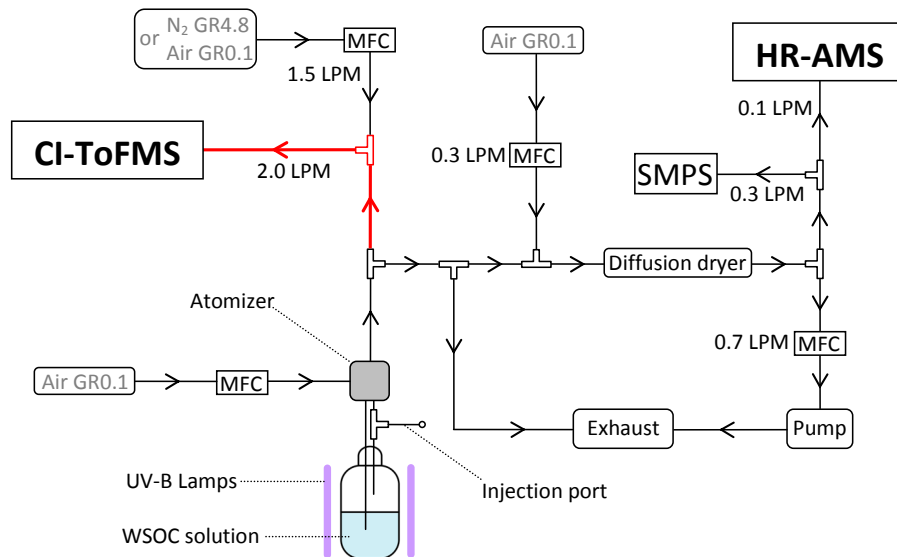 or N₂ GR4.8
Air GR0.1
MFC
1.5 LPM
Air GR0.1
HR-AMS
0.1 LPM
CI-ToFMS
2.0 LPM
0.3 LPM MFC
SMPS
0.3 LPM
Diffusion dryer
Atomizer
0.7 LPM MFC
Air GR0.1
MFC
Exhaust
Pump
UV-B Lamps
Injection port
WSOC solution